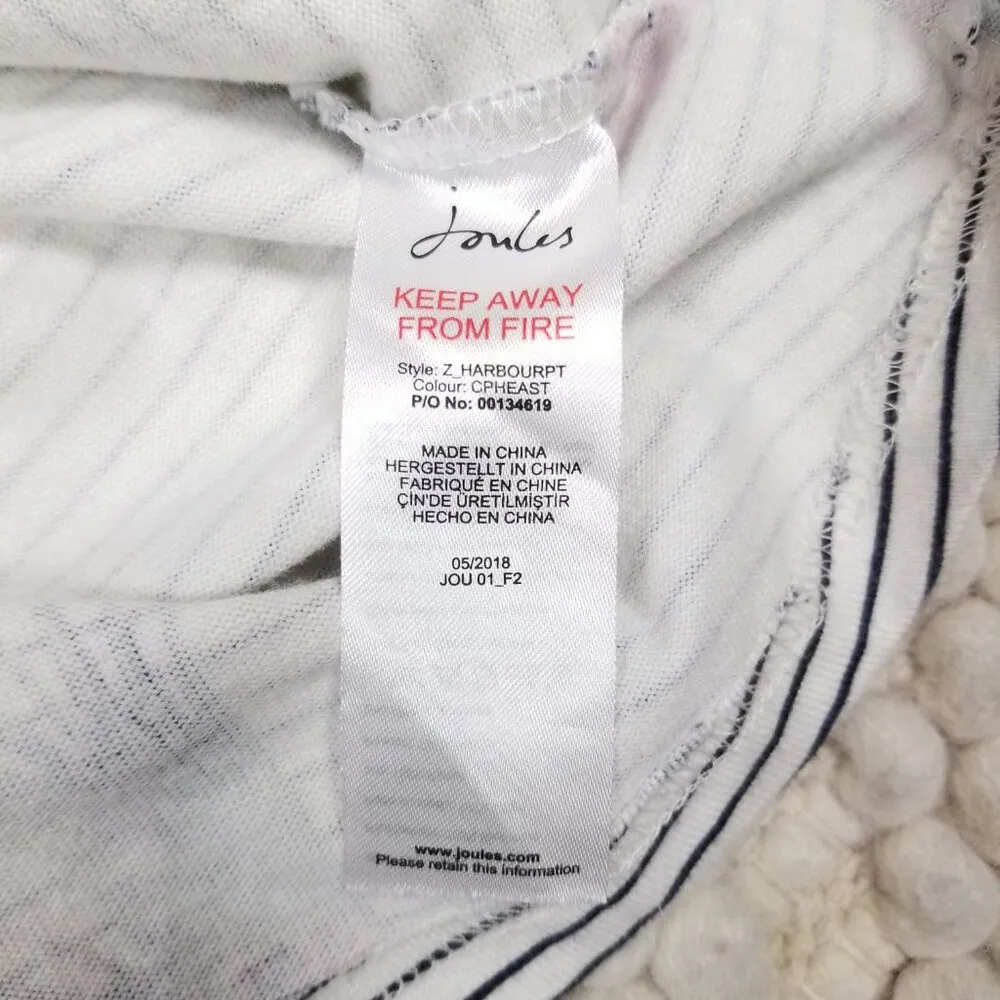 Joules
KEEP AWAY
FROM FIRE
Style: Z_HARBOURPT
Colour: CPHEAST
P/O No: 00134619
MADE IN CHINA
HERGESTELLT IN CHINA
FABRIQUÉ EN CHINE
ÇIN'DE ÜRETILMIŞTIR
HECHO EN CHINA
05/2018
JOU 01_F2
www.joules.com
Please retain this information